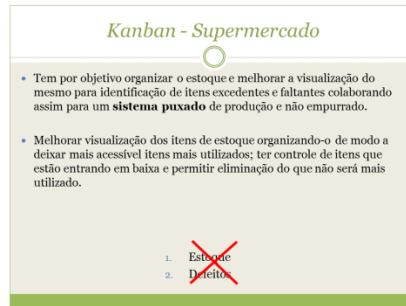 Kanban - Supermercado
• Tem por objetivo organizar o estoque e melhorar a visualização do
mesmo para identificação de itens excedentes e faltantes colaborando
assim para um sistema puxado de produção e não empurrado.
• Melhorar visualização dos itens de estoque organizando-o de modo a
deixar mais acessível itens mais utilizados; ter controle de itens que
estão entrando em baixa e permitir eliminação do que não será mais
utilizado.
1. Estoque
2. Defeitos